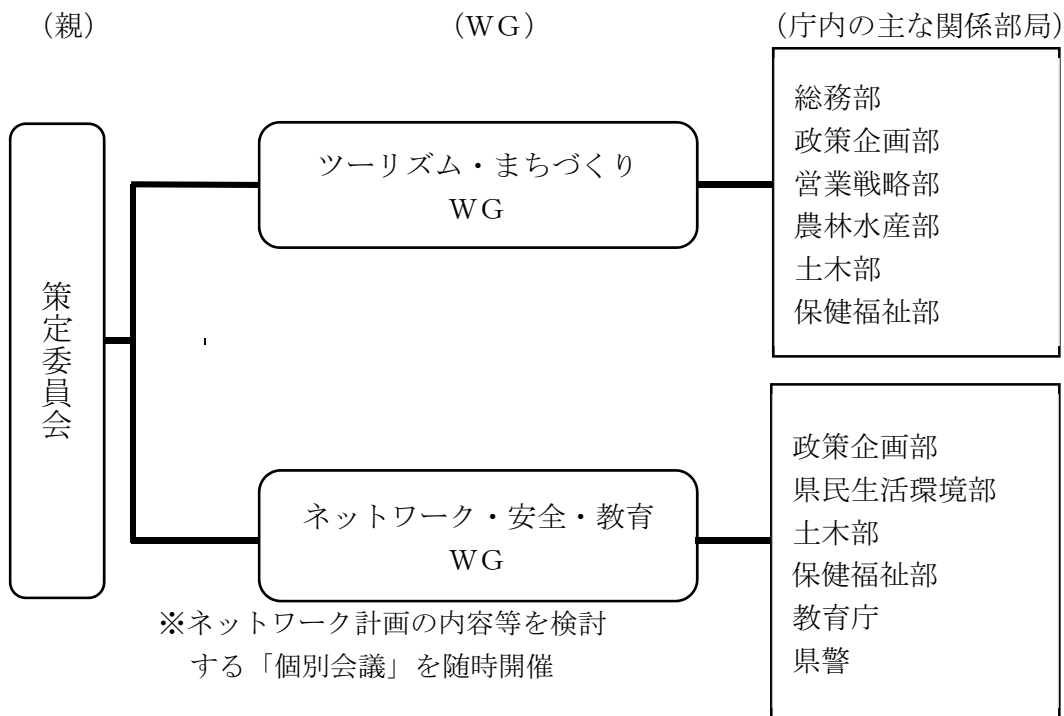 （親）
（ＷＧ）
（庁内の主な関係部局）
策定委員会
ツーリズム・まちづくり
ＷＧ
総務部
政策企画部
営業戦略部
農林水産部
土木部
保健福祉部
ネットワーク・安全・教育
ＷＧ
※ネットワーク計画の内容等を検討
する「個別会議」を随時開催
政策企画部
県民生活環境部
土木部
保健福祉部
教育庁
県警